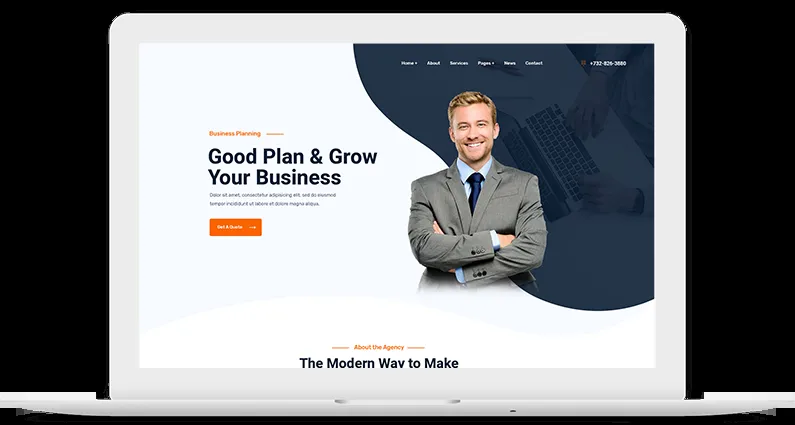 Home + About Services Pages + News Contact +732-826-3880
Business Planning
Good Plan & Grow
Your Business
Dolor sit amet, consectetur adipisicing elit, sed do eiusmod
tempor incididunt ut labore et dolore magna aliqua.
Get A Quote
About the Agency
The Modern Way to Make